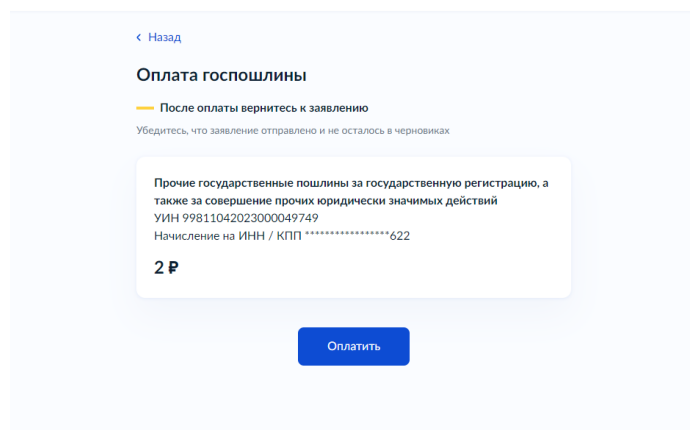 Назад
Оплата госпошлины
После оплаты вернитесь к заявлению
Убедитесь, что заявление отправлено и не осталось в черновиках
Прочие государственные пошлины за государственную регистрацию, а
также за совершение прочих юридически значимых действий
УИН 99811042023000049749
Начисление на ИНН / КПП *****************622
2 ₽
Оплатить